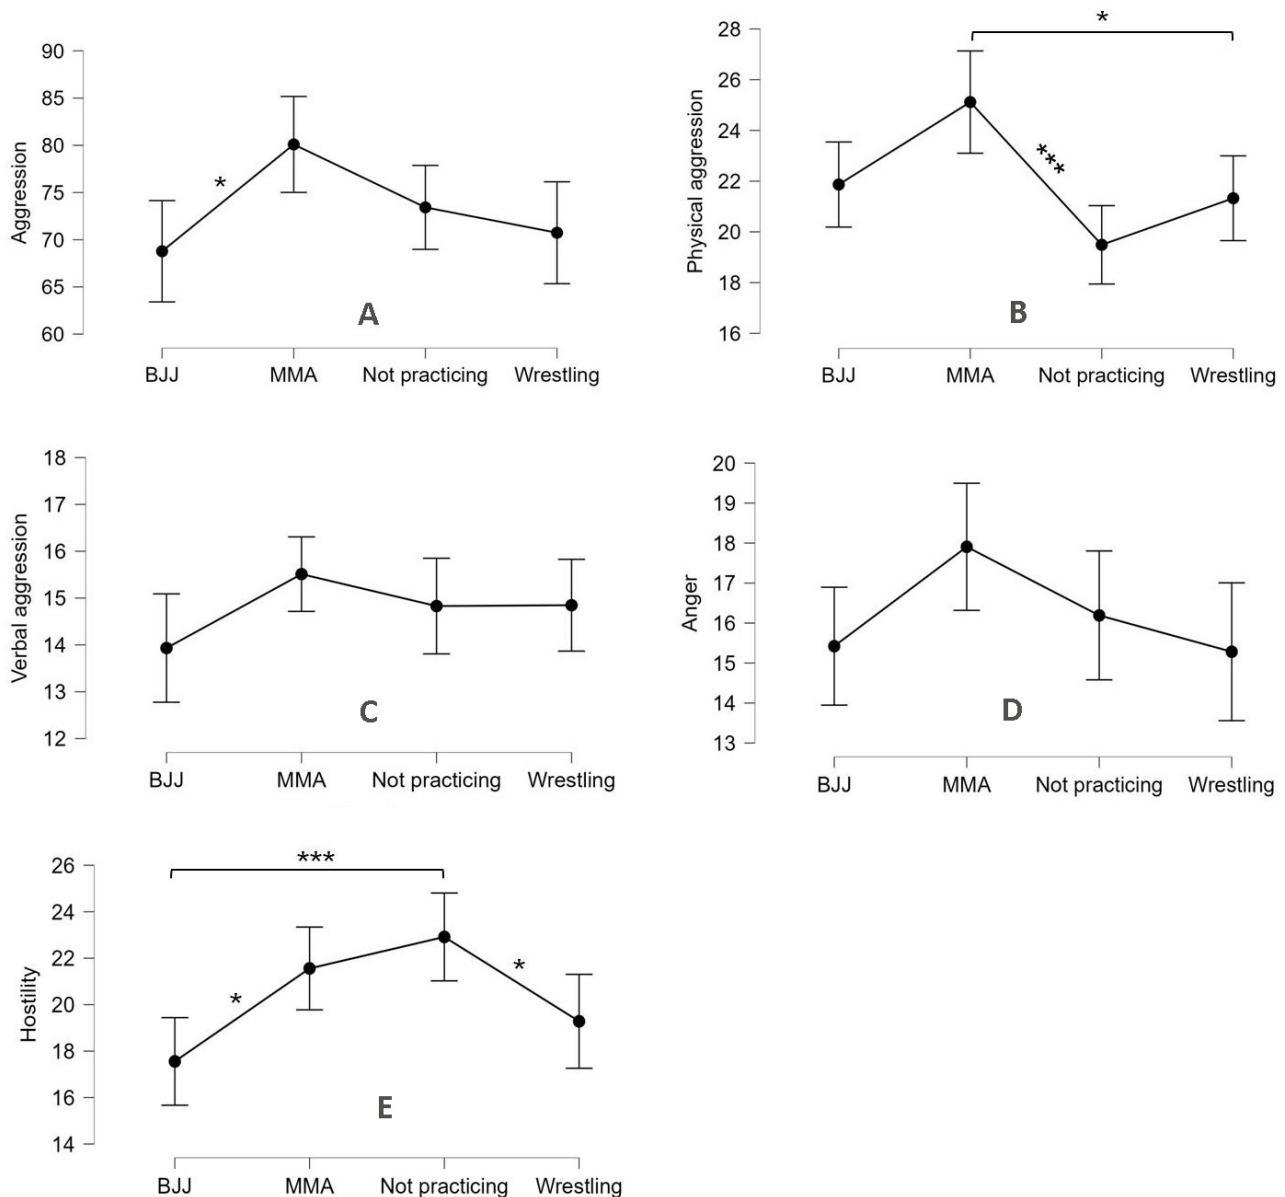 Aggression
90
85
80
75
70
65
60
*
A
BJJ MMA Not practicing Wrestling
Physical aggression
28
26
24
22
20
18
16
*
***
B
BJJ MMA Not practicing Wrestling
Verbal aggression
18
17
16
15
14
13
12
C
BJJ MMA Not practicing Wrestling
Anger
20
19
18
17
16
15
14
13
D
BJJ MMA Not practicing Wrestling
Hostility
26
24
22
20
18
16
14
***
*
*
E
BJJ MMA Not practicing Wrestling